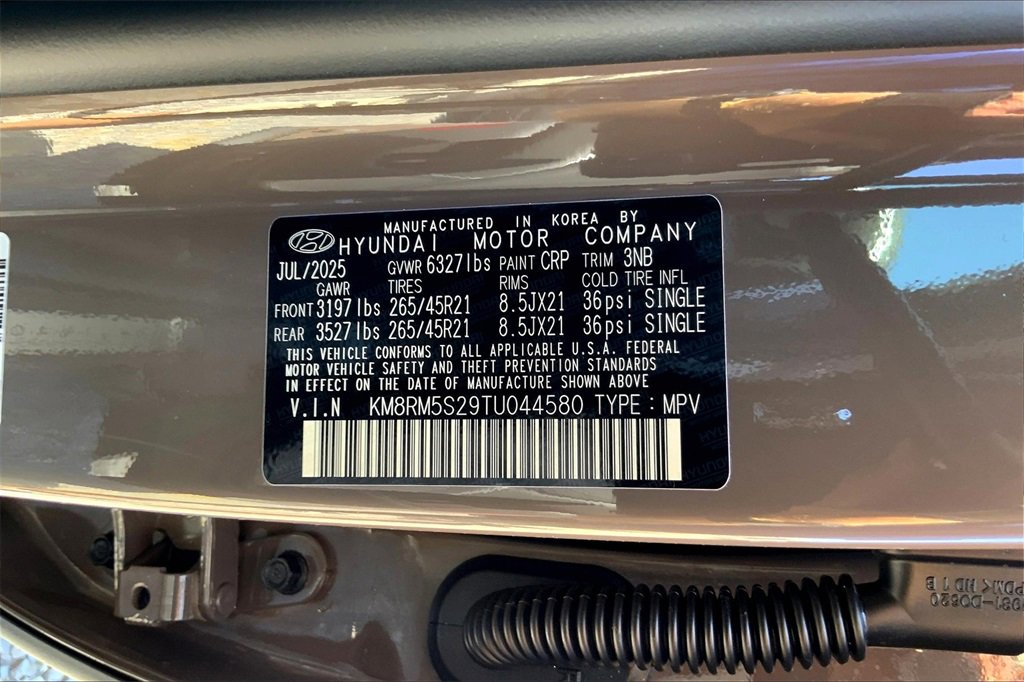 MANUFACTURED IN KOREA BY
HYUNDAI MOTOR COMPANY
JUL/2025 GVWR 6327lbs PAINT CRP TRIM 3NB
GAWR TIRES RIMS COLD TIRE INFL
FRONT 3197lbs 265/45R21 8.5JX21 36psi SINGLE
REAR 3527lbs 265/45R21 8.5JX21 36psi SINGLE
THIS VEHICLE CONFORMS TO ALL APPLICABLE U.S.A. FEDERAL
MOTOR VEHICLE SAFETY AND THEFT PREVENTION STANDARDS
IN EFFECT ON THE DATE OF MANUFACTURE SHOWN ABOVE
V.I.N KM8RM5S29TU044580 TYPE : MPV